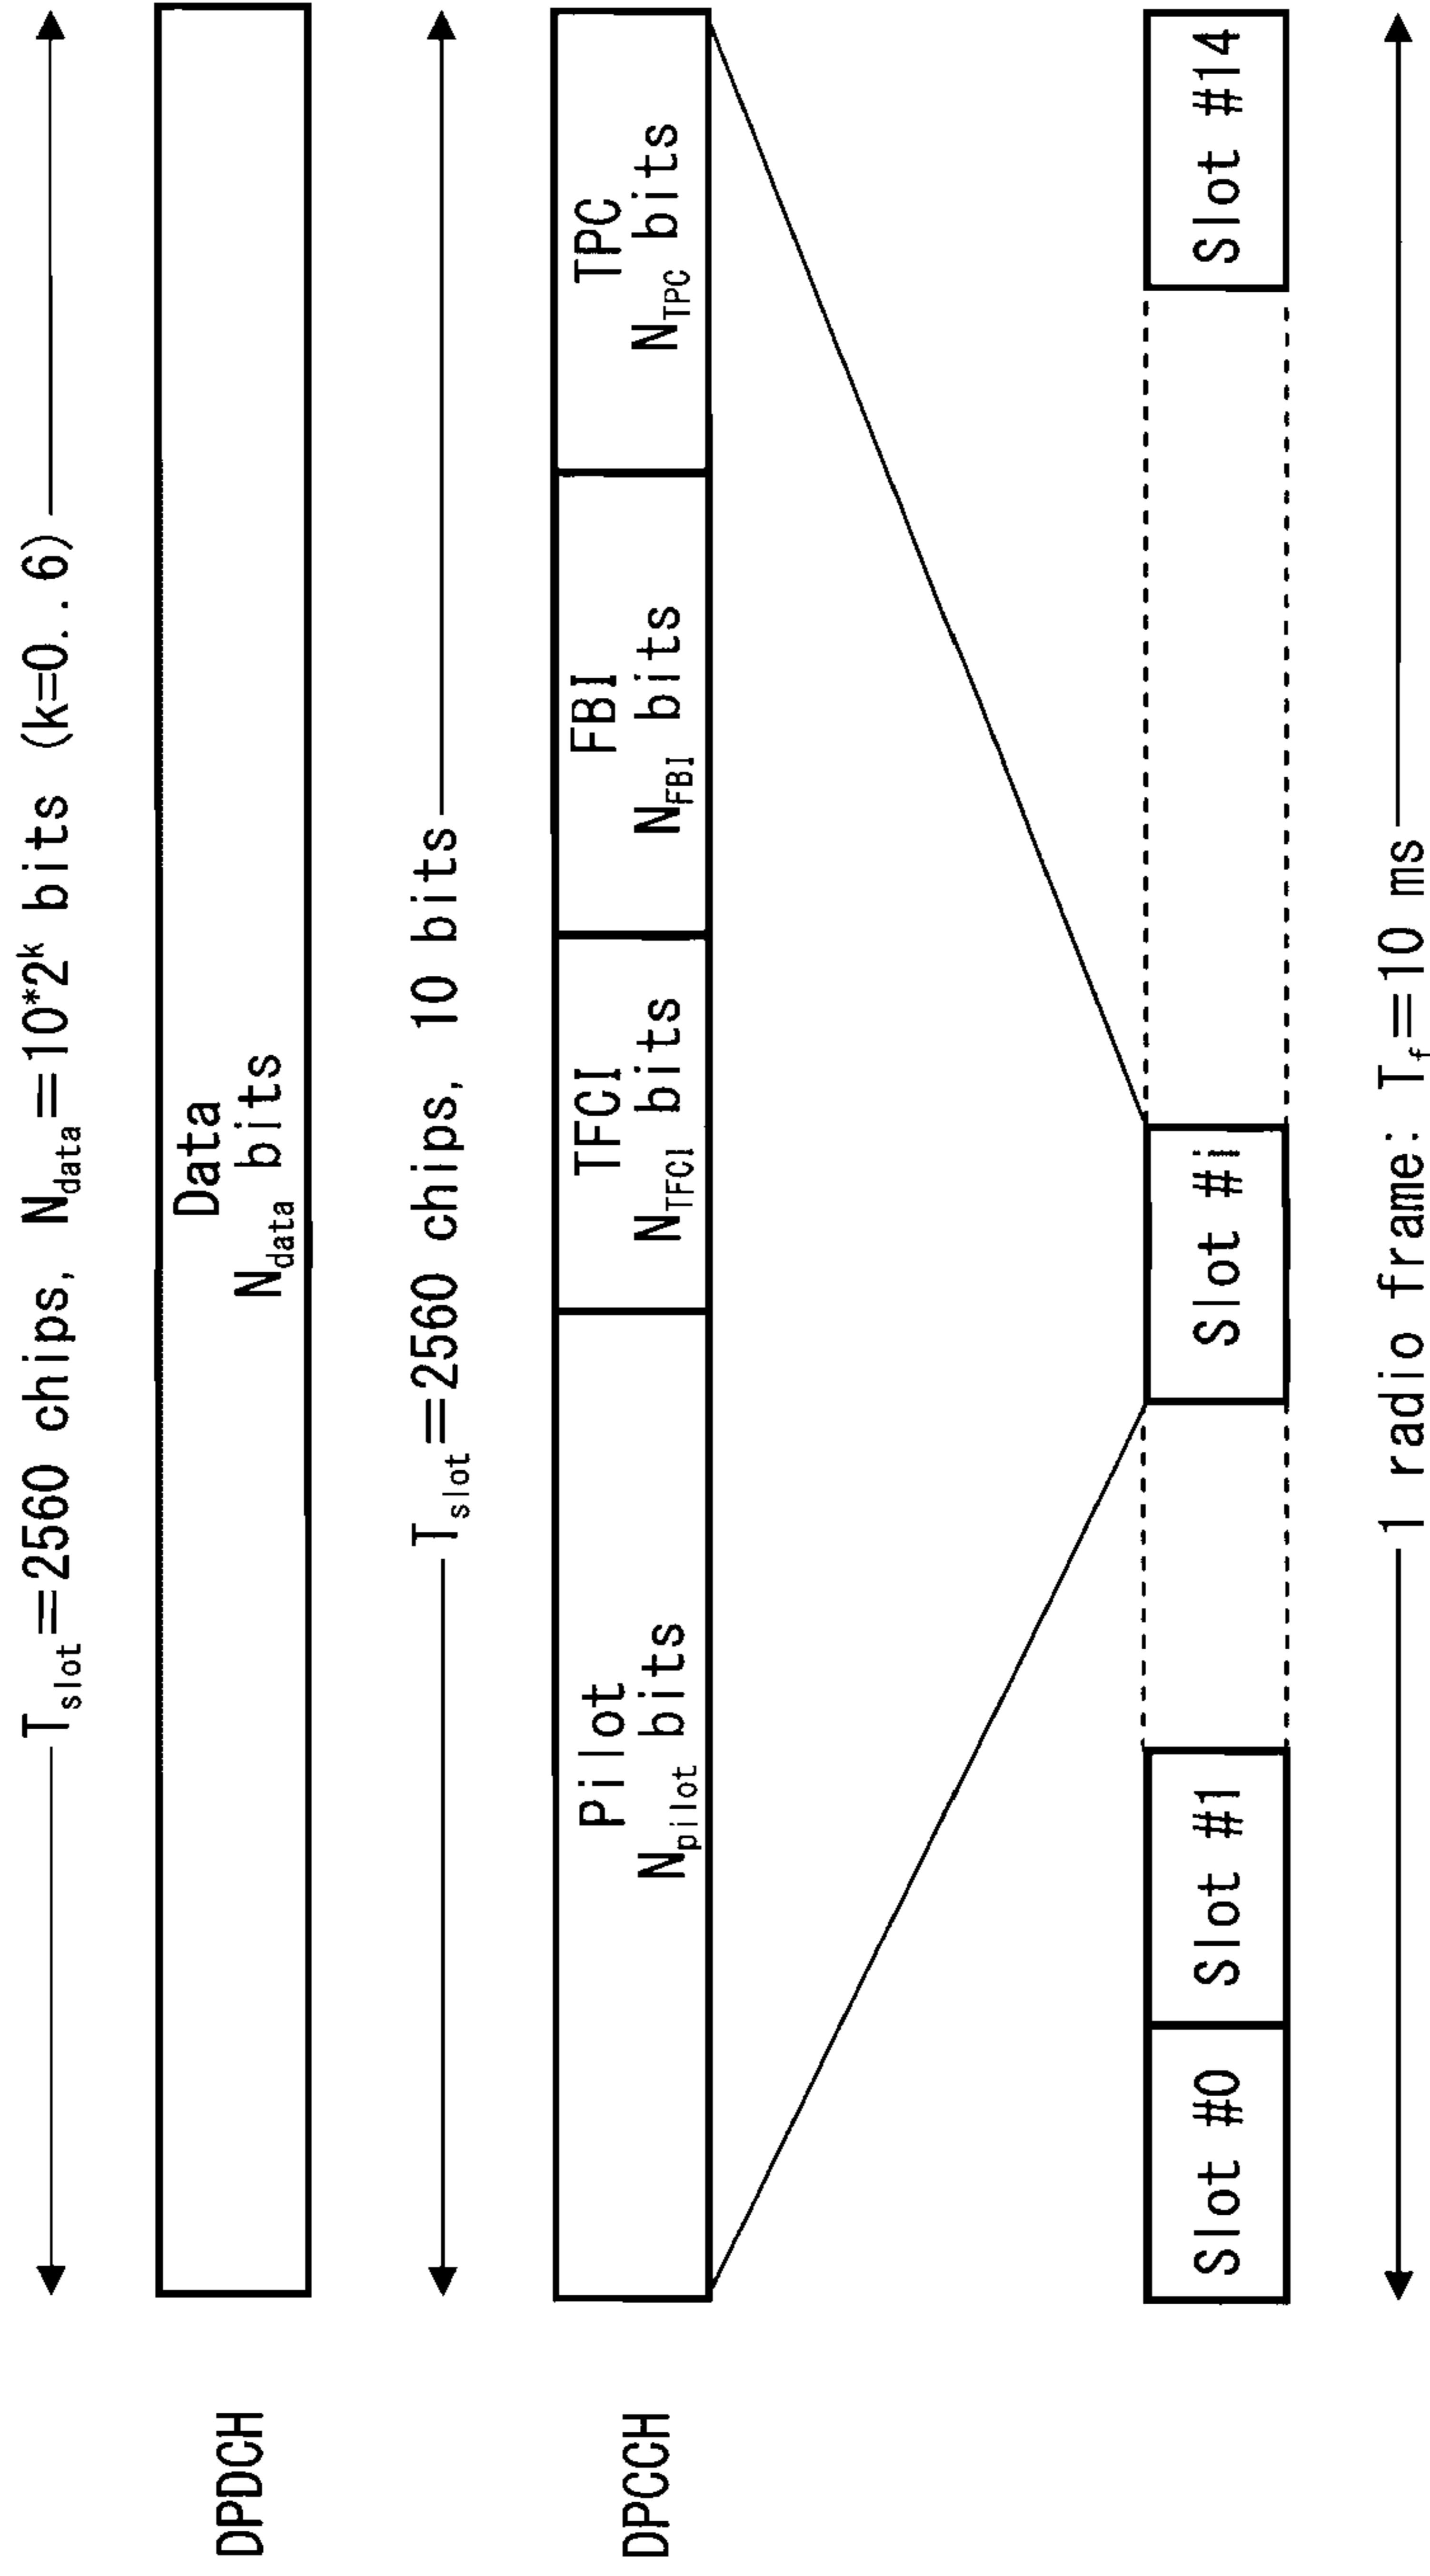 T_slot=2560 chips, N_data=10*2^k bits (k=0..6)
DPDCH
Data
N_data bits
T_slot=2560 chips, 10 bits
DPCCH
Pilot
N_pilot bits
TFCI
N_TFCI bits
FBI
N_FBI bits
TPC
N_TPC bits
Slot #0
Slot #1
Slot #i
Slot #14
1 radio frame: T_f=10 ms